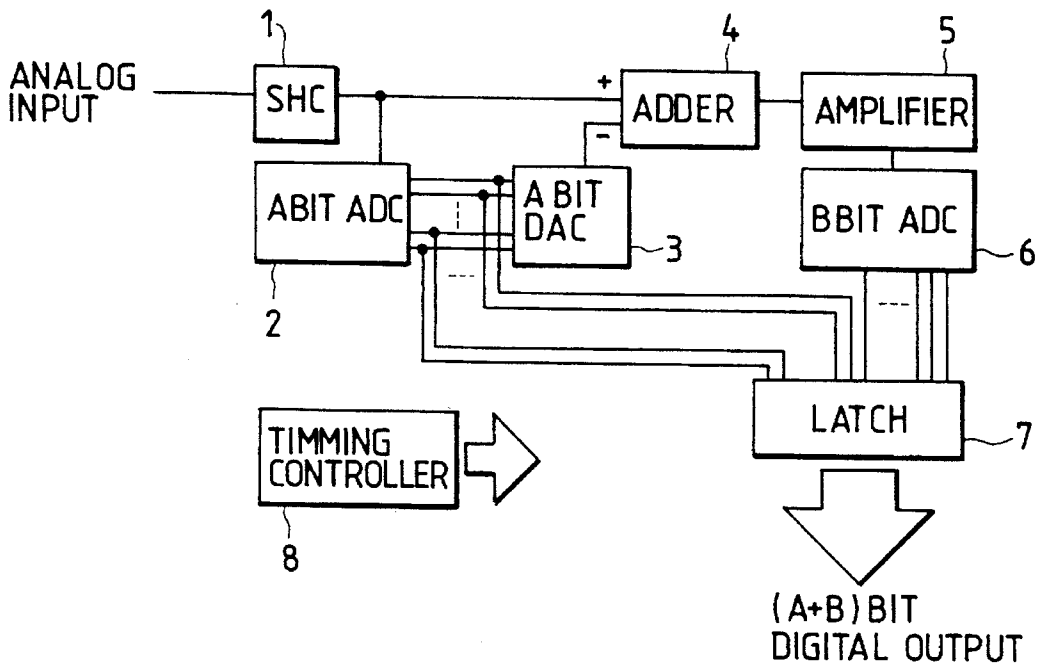 1
4
5
ANALOG
INPUT
SHC
+
-
ADDER
AMPLIFIER
ABIT ADC
A BIT
DAC
BBIT ADC
3
6
2
LATCH
7
TIMMING
CONTROLLER
8
(A+B)BIT
DIGITAL OUTPUT